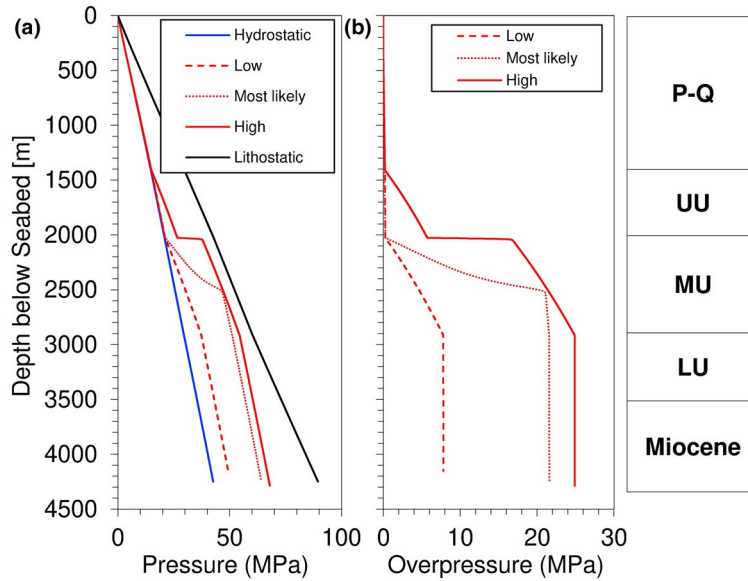 (a)
0
500
1000
1500
2000
2500
3000
3500
4000
4500
Depth below Seabed [m]
Hydrostatic
Low
Most likely
High
Lithostatic
0
50
100
Pressure (MPa)
(b)
Low
Most likely
High
0
10
20
30
Overpressure (MPa)
P-Q
UU
MU
LU
Miocene